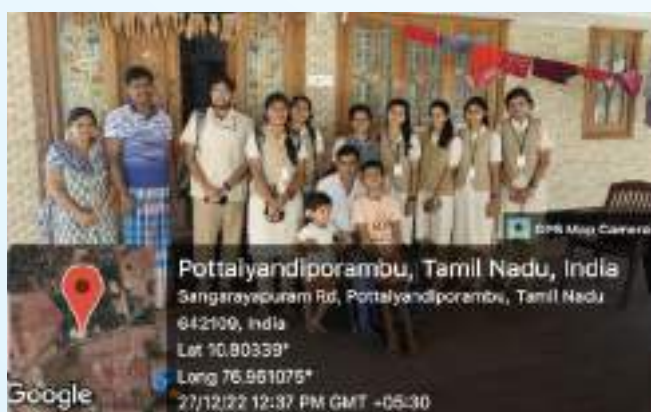 GPS Map Camera
Pottaiyandiporambu, Tamil Nadu, India
Sangarayapuram Rd, Pottaiyandiporambu, Tamil Nadu
642109, India
Lat 10.80339°
Long 76.961075°
Google
27/12/22 12:37 PM GMT +05:30